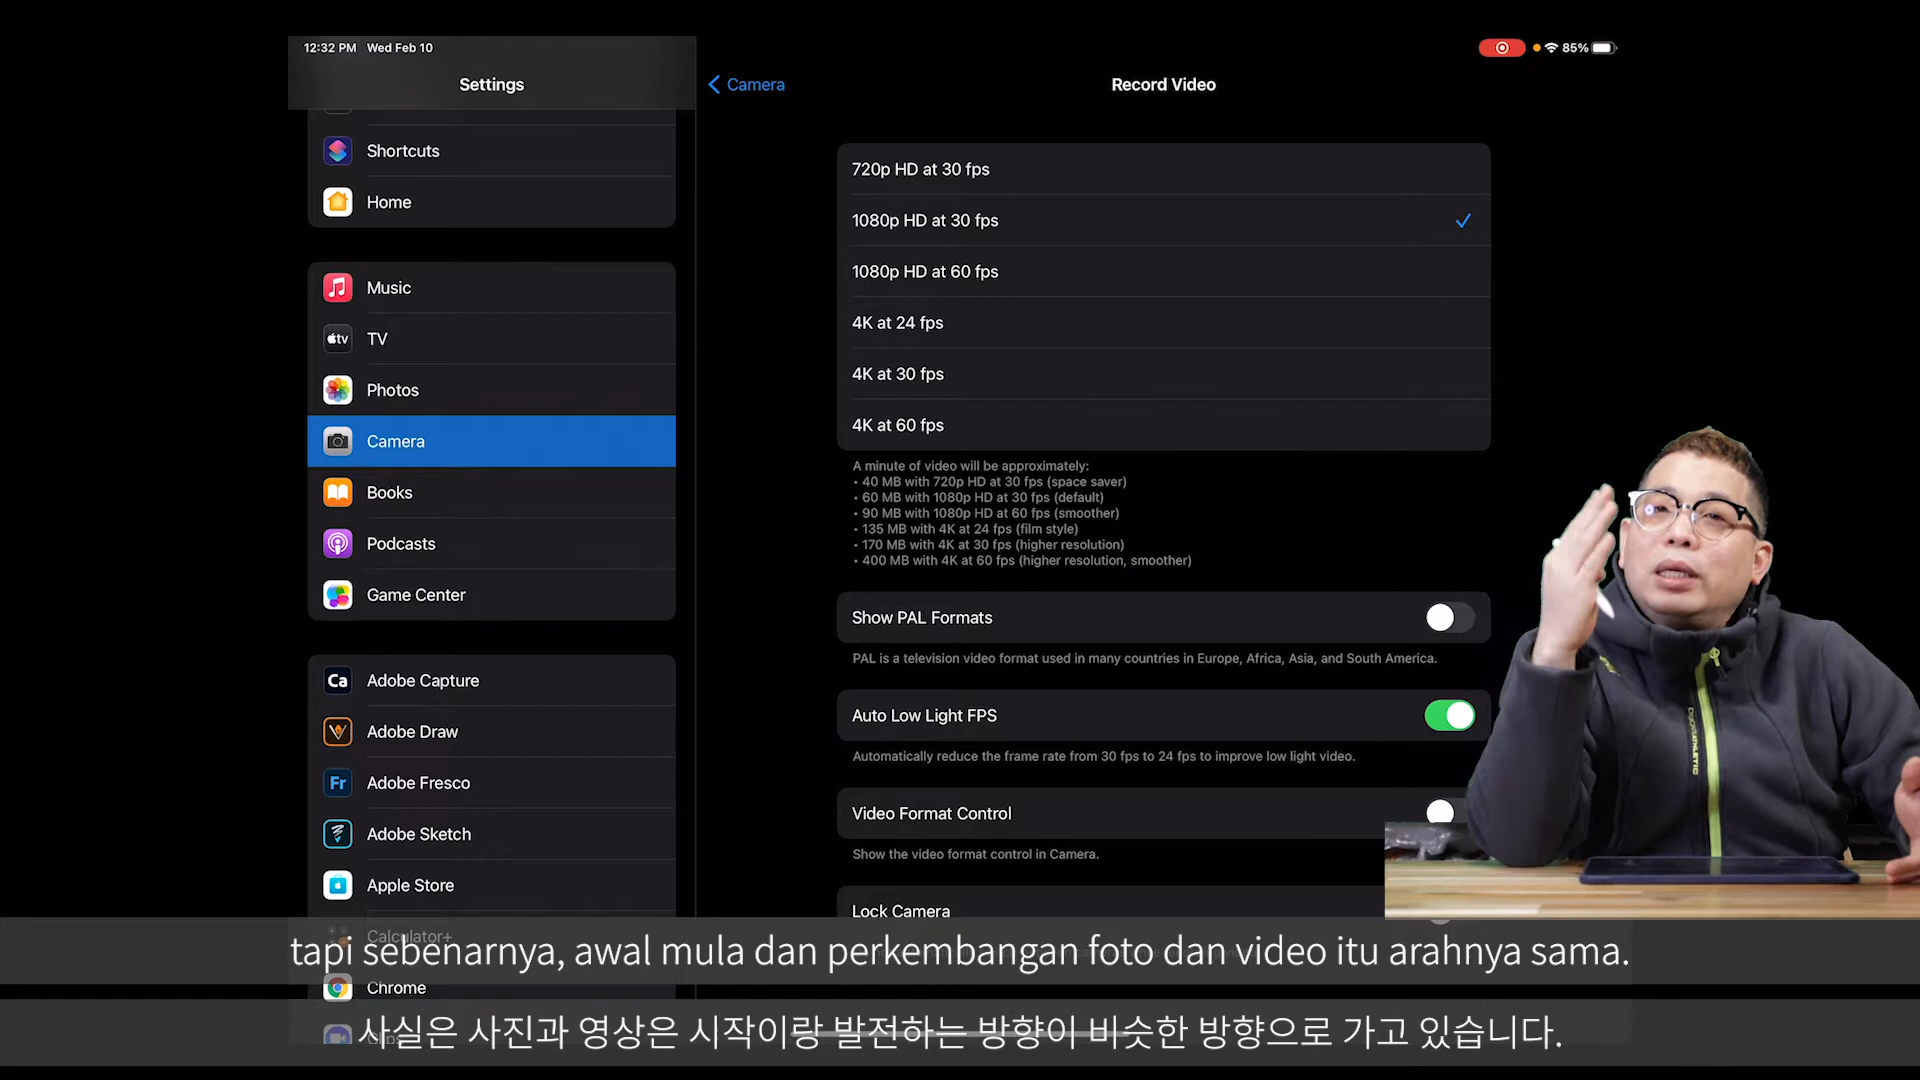 12:32 PM Wed Feb 10
85%
Settings
Camera
Record Video
Shortcuts
Home
Music
tv
TV
Photos
Camera
Books
Podcasts
Game Center
Ca
Adobe Capture
Adobe Draw
Fr
Adobe Fresco
Adobe Sketch
Apple Store
Calculator+
Chrome
720p HD at 30 fps
1080p HD at 30 fps
1080p HD at 60 fps
4K at 24 fps
4K at 30 fps
4K at 60 fps
A minute of video will be approximately:
• 40 MB with 720p HD at 30 fps (space saver)
• 60 MB with 1080p HD at 30 fps (default)
• 90 MB with 1080p HD at 60 fps (smoother)
• 135 MB with 4K at 24 fps (film style)
• 170 MB with 4K at 30 fps (higher resolution)
• 400 MB with 4K at 60 fps (higher resolution, smoother)
Show PAL Formats
PAL is a television video format used in many countries in Europe, Africa, Asia, and South America.
Auto Low Light FPS
Automatically reduce the frame rate from 30 fps to 24 fps to improve low light video.
Video Format Control
Show the video format control in Camera.
Lock Camera
tapi sebenarnya, awal mula dan perkembangan foto dan video itu arahnya sama.
사실은 사진과 영상은 시작이랑 발전하는 방향이 비슷한 방향으로 가고 있습니다.